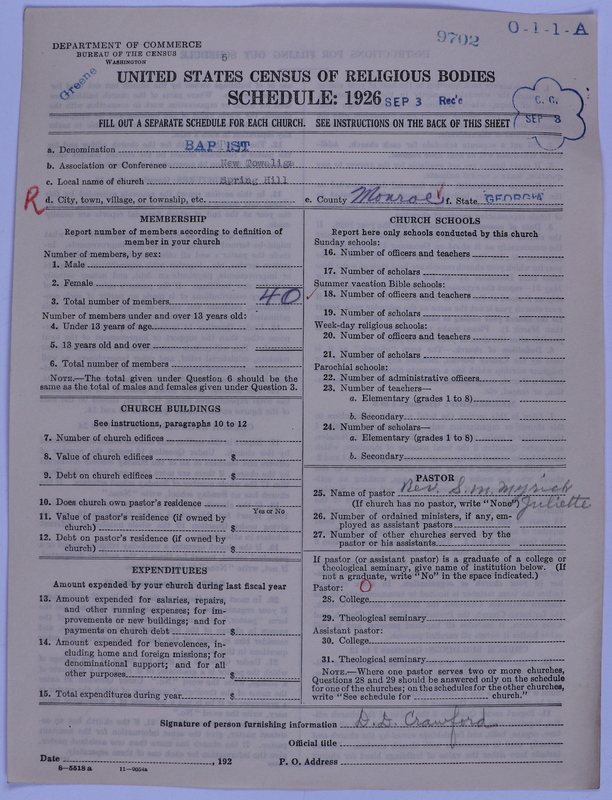 O-1-1-A
9702
DEPARTMENT OF COMMERCE
BUREAU OF THE CENSUS
WASHINGTON
Greene
UNITED STATES CENSUS OF RELIGIOUS BODIES
SCHEDULE: 1926
SEP 3 Rec'c
C. C.
SEP 3
FILL OUT A SEPARATE SCHEDULE FOR EACH CHURCH. SEE INSTRUCTIONS ON THE BACK OF THIS SHEET
a. Denomination BAPTIST
b. Association or Conference New Towaliga
c. Local name of church Spring Hill
R d. City, town, village, or township, etc. e. County Monroe f. State GEORGIA
MEMBERSHIP
Report number of members according to definition of
member in your church
Number of members, by sex:
1. Male
2. Female
3. Total number of members 40
Number of members under and over 13 years old:
4. Under 13 years of age
5. 13 years old and over
6. Total number of members
NOTE.—The total given under Question 6 should be the
same as the total of males and females given under Question 3.
CHURCH BUILDINGS
See instructions, paragraphs 10 to 12
7. Number of church edifices
8. Value of church edifices $
9. Debt on church edifices $
10. Does church own pastor's residence
Yes or No
11. Value of pastor's residence (if owned by
church) $
12. Debt on pastor's residence (if owned by
church) $
EXPENDITURES
Amount expended by church during last fiscal year
13. Amount expended for salaries, repairs,
and other running expenses; for im-
provements or new buildings; and for
payments on church debt $
14. Amount expended for benevolences, in-
cluding home and foreign missions; for
denominational support; and for all
other purposes $
15. Total expenditures during year $
CHURCH SCHOOLS
Report here only schools conducted by this church
Sunday schools:
16. Number of officers and teachers
17. Number of scholars
Summer vacation Bible schools:
18. Number of officers and teachers
19. Number of scholars
Week-day religious schools:
20. Number of officers and teachers
21. Number of scholars
Parochial schools:
22. Number of administrative officers
23. Number of teachers—
a. Elementary (grades 1 to 8)
b. Secondary
24. Number of scholars—
a. Elementary (grades 1 to 8)
b. Secondary
PASTOR
25. Name of pastor Rev. S. M. Mysick
(If church has no pastor, write "None") Juliette
26. Number of ordained ministers, if any, em-
ployed as assistant pastors
27. Number of other churches served by the
pastor or his assistants
If pastor (or assistant pastor) is a graduate of a college or
theological seminary, give name of institution below. (If
not a graduate, write "No" in the space indicated.)
Pastor: O
28. College
29. Theological seminary
Assistant pastor:
30. College
31. Theological seminary
NOTE.—Where one pastor serves two or more churches,
Questions 28 and 29 should be answered only on the schedule
for one of the churches; on the schedules for the other churches,
write "See schedule for church."
Signature of person furnishing information D. D. Crawford
Official title
Date , 192 P. O. Address
8—5518a 11—9054a